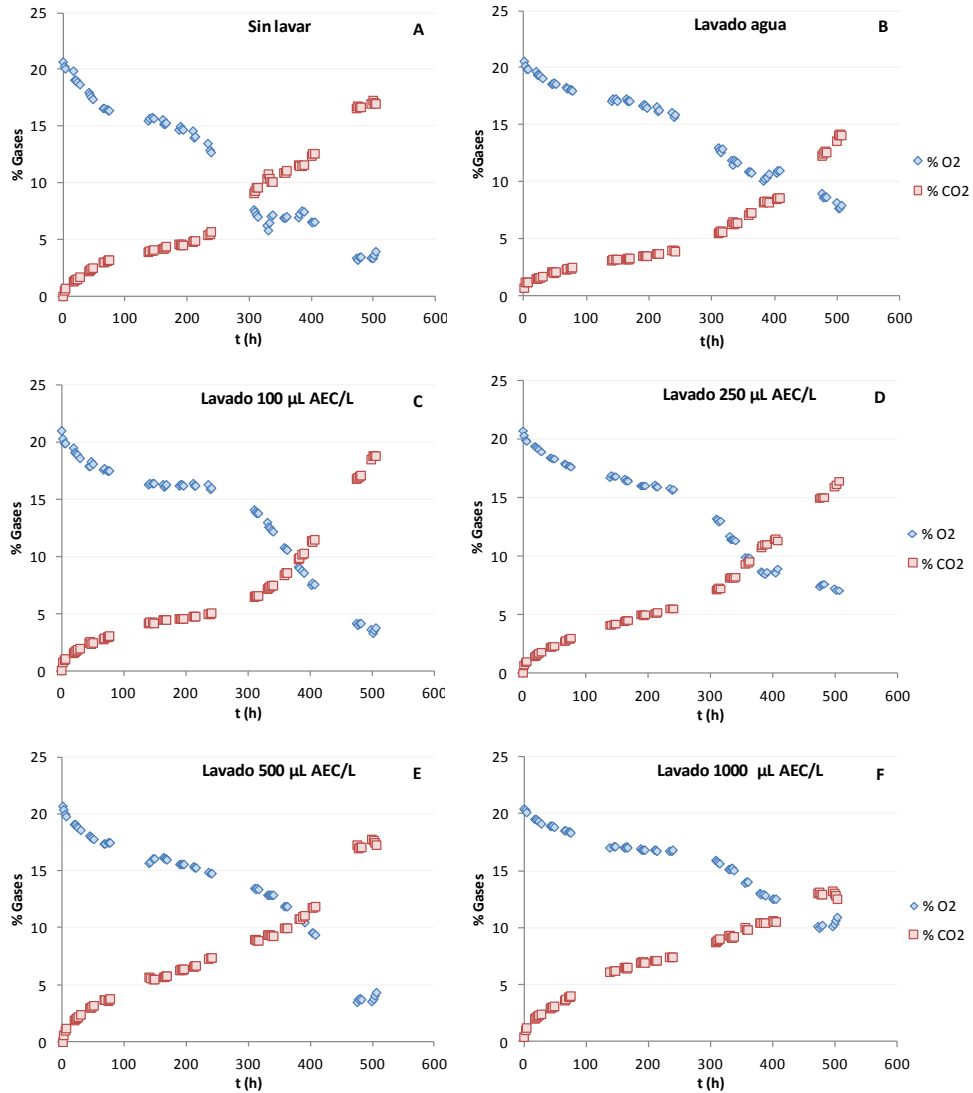 Sin lavar A
% Gases
25
20
15
10
5
0
0 100 200 300 400 500 600
t (h)
Lavado agua B
%Gases
25
20
15
10
5
0
0 100 200 300 400 500 600
t(h)
% O2
% CO2
Lavado 100 µL AEC/L C
% Gases
25
20
15
10
5
0
0 100 200 300 400 500 600
t (h)
Lavado 250 µL AEC/L D
% Gases
25
20
15
10
5
0
0 100 200 300 400 500 600
t (h)
% O2
% CO2
Lavado 500 µL AEC/L E
% Gases
25
20
15
10
5
0
0 100 200 300 400 500 600
t (h)
Lavado 1000 µL AEC/L F
% Gases
25
20
15
10
5
0
0 100 200 300 400 500 600
t (h)
% O2
% CO2